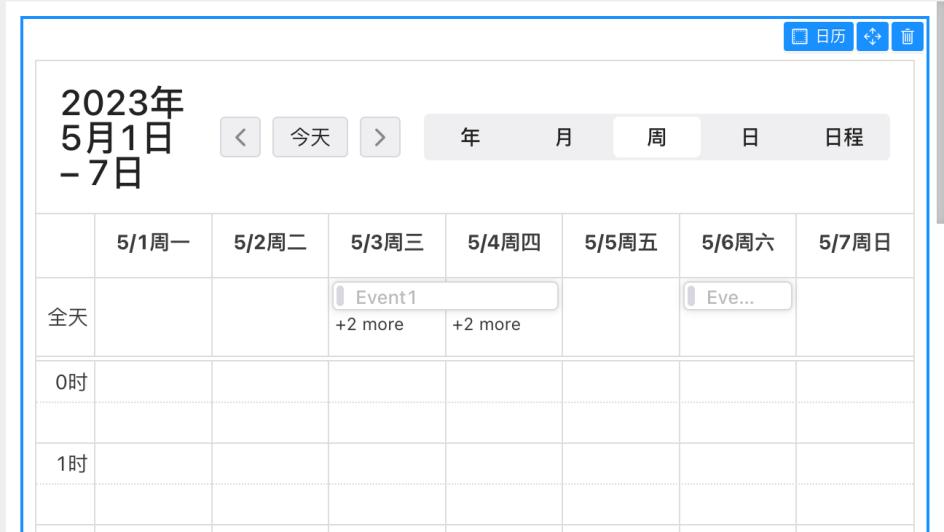 日历
2023年
5月1日
– 7日
今天
年 月 周 日 日程
5/1周一 5/2周二 5/3周三 5/4周四 5/5周五 5/6周六 5/7周日
全天
Event1 Eve...
+2 more +2 more
0时
1时